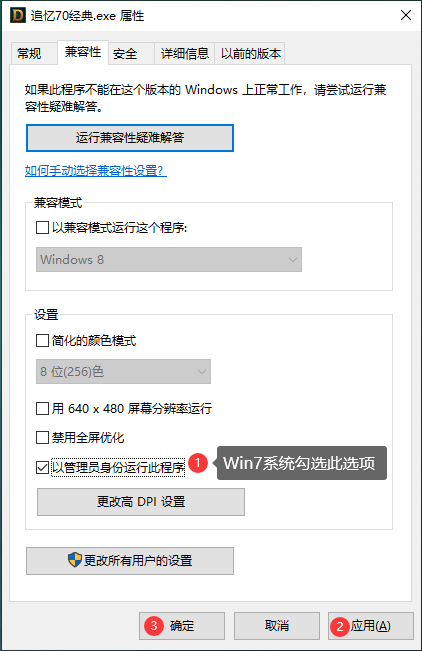 追忆70经典.exe 属性
常规 兼容性 安全 详细信息 以前的版本
如果此程序不能在这个版本的 Windows 上正常工作，请尝试运行兼
容性疑难解答。
运行兼容性疑难解答
如何手动选择兼容性设置?
兼容模式
以兼容模式运行这个程序:
Windows 8
设置
简化的颜色模式
8 位(256)色
用 640 x 480 屏幕分辨率运行
禁用全屏优化
以管理员身份运行此程序 1 Win7系统勾选此选项
更改高 DPI 设置
更改所有用户的设置
3 确定 取消 2 应用(A)